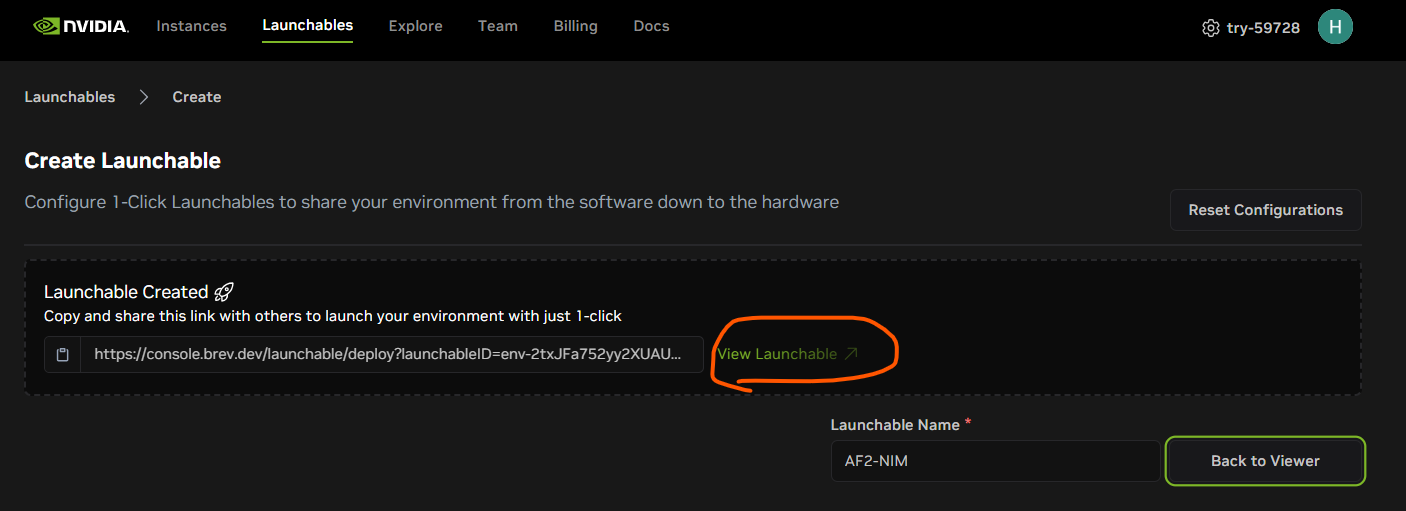 NVIDIA. Instances Launchables Explore Team Billing Docs try-59728 H
Launchables Create
Create Launchable
Configure 1-Click Launchables to share your environment from the software down to the hardware
Reset Configurations
Launchable Created
Copy and share this link with others to launch your environment with just 1-click
https://console.brev.dev/launchable/deploy?launchableID=env-2txJFa752yy2XUAU... View Launchable
Launchable Name *
AF2-NIM Back to Viewer